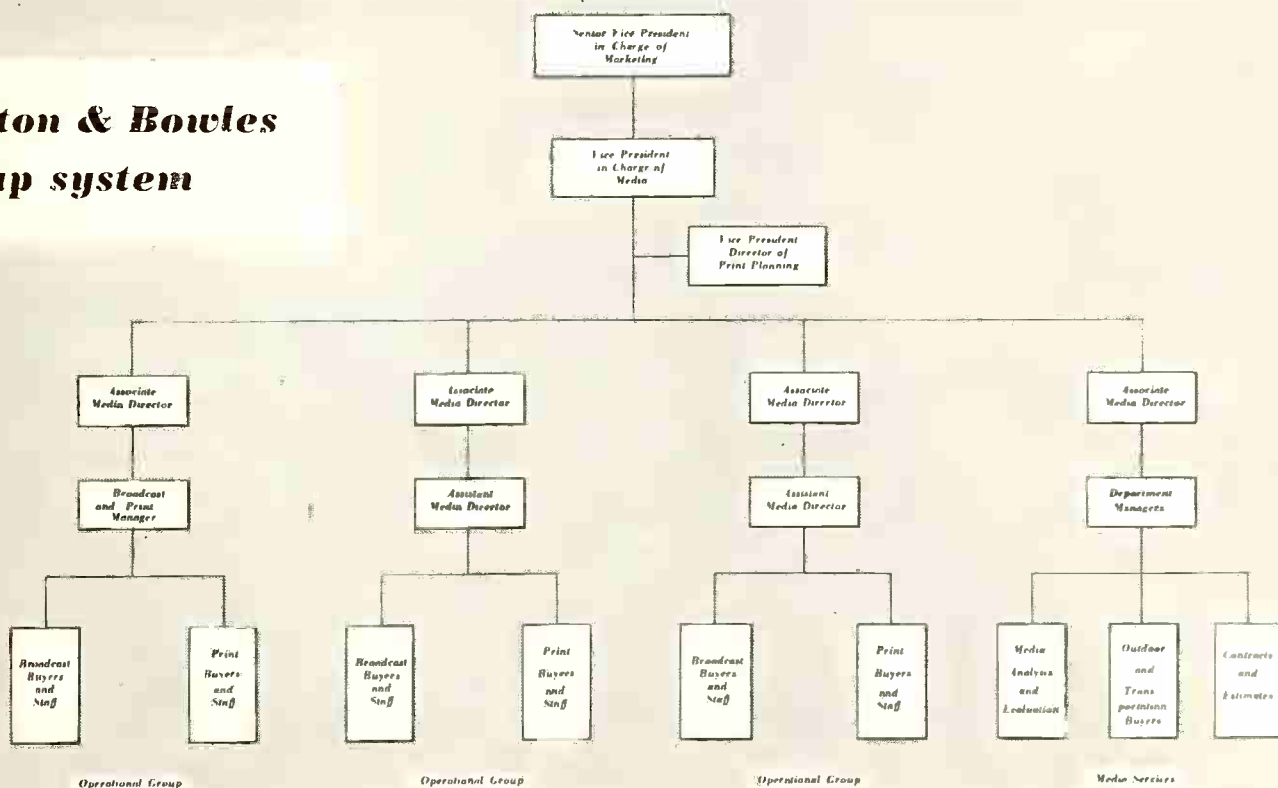 ton & Bowles
up system
Senior Vice President
in Charge of
Marketing
Vice President
in Charge of
Media
Vice President
Director of
Print Planning
Associate
Media Director
Associate
Media Director
Associate
Media Director
Associate
Media Director
Broadcast
and Print
Manager
Assistant
Media Director
Assistant
Media Director
Department
Managers
Broadcast
Buyers
and
Staff
Print
Buyers
and
Staff
Broadcast
Buyers
and
Staff
Print
Buyers
and
Staff
Broadcast
Buyers
and
Staff
Print
Buyers
and
Staff
Media
Analysis
and
Evaluation
Outdoor
and
Trans
portation
Buyers
Contracts
and
Estimates
Operational Group
Operational Group
Operational Group
Media Services